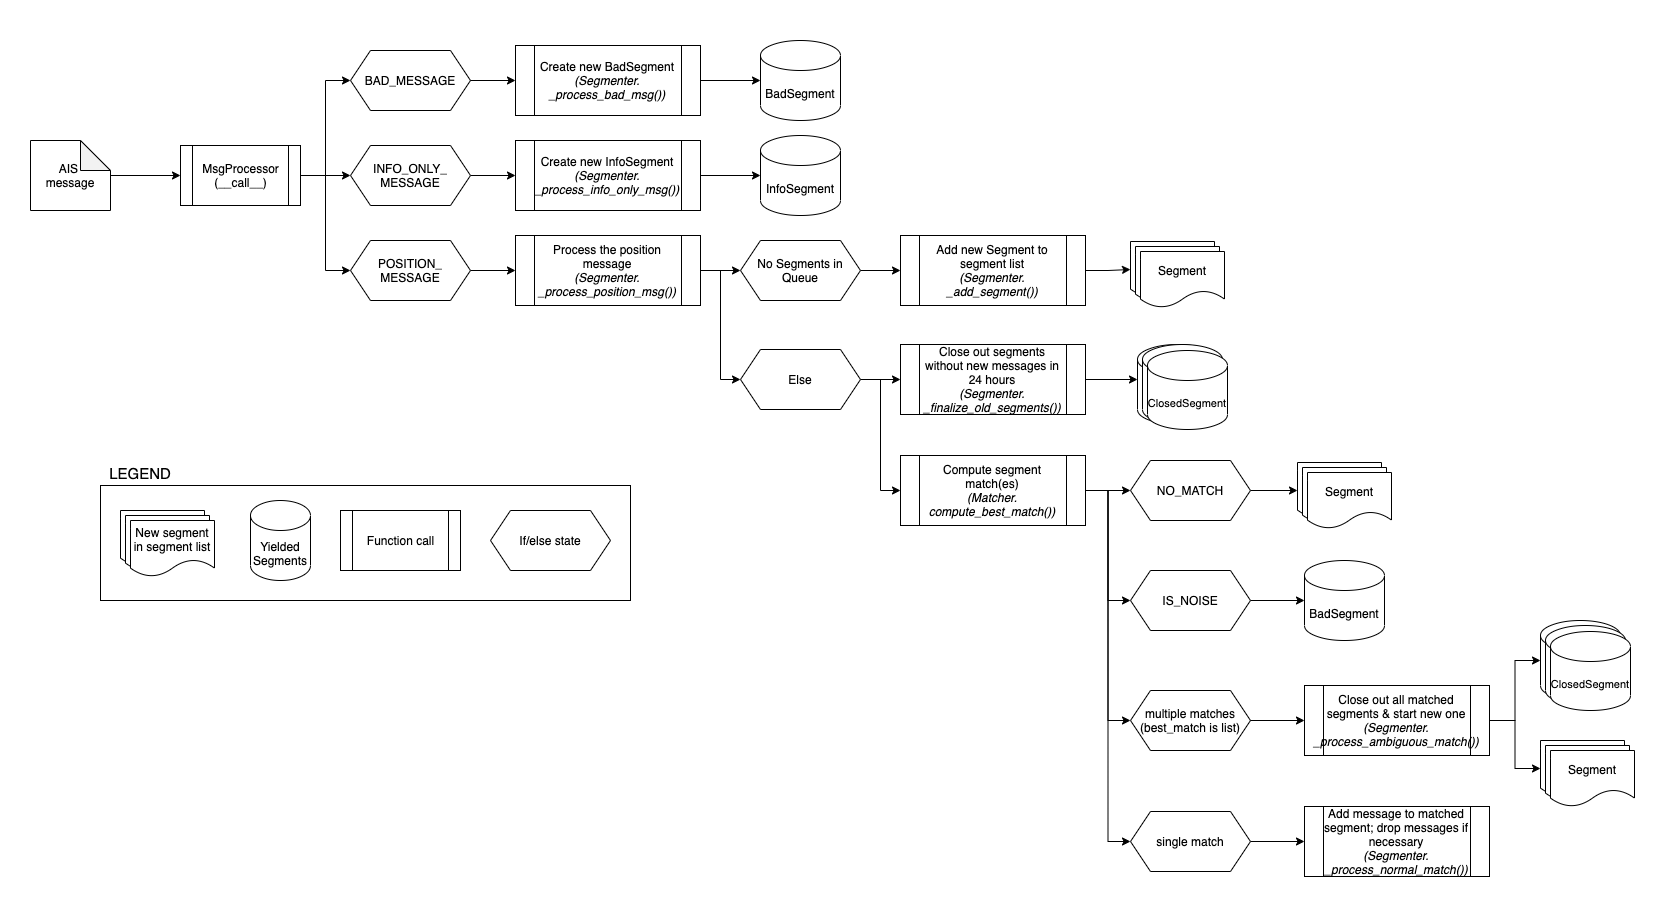 AIS
message
MsgProcessor
(__call__)
BAD_MESSAGE
Create new BadSegment
(Segmenter.
_process_bad_msg())
BadSegment
INFO_ONLY_
MESSAGE
Create new InfoSegment
(Segmenter.
_process_info_only_msg())
InfoSegment
POSITION_
MESSAGE
Process the position
message
(Segmenter.
_process_position_msg())
No Segments in
Queue
Add new Segment to
segment list
(Segmenter.
_add_segment())
Segment
Else
Close out segments
without new messages in
24 hours
(Segmenter.
_finalize_old_segments())
ClosedSegment
Compute segment
match(es)
(Matcher.
compute_best_match())
NO_MATCH
Segment
IS_NOISE
BadSegment
multiple matches
(best_match is list)
Close out all matched
segments & start new one
(Segmenter.
_process_ambiguous_match())
ClosedSegment
Segment
single match
Add message to matched
segment; drop messages if
necessary
(Segmenter.
_process_normal_match())
LEGEND
New segment
in segment list
Yielded
Segments
Function call
If/else state